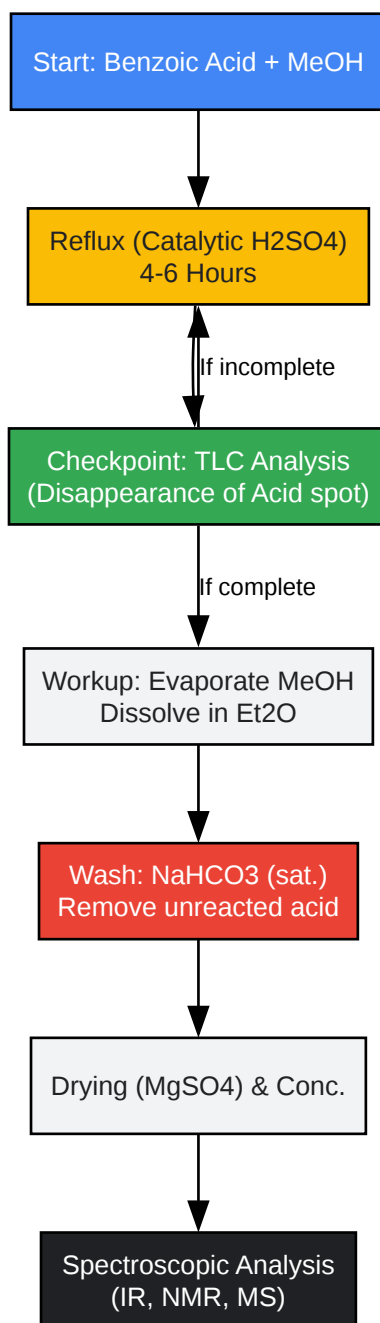 Start: Benzoic Acid + MeOH
Reflux (Catalytic H2SO4)
4-6 Hours
If incomplete
Checkpoint: TLC Analysis
(Disappearance of Acid spot)
If complete
Workup: Evaporate MeOH
Dissolve in Et2O
Wash: NaHCO3 (sat.)
Remove unreacted acid
Drying (MgSO4) & Conc.
Spectroscopic Analysis
(IR, NMR, MS)